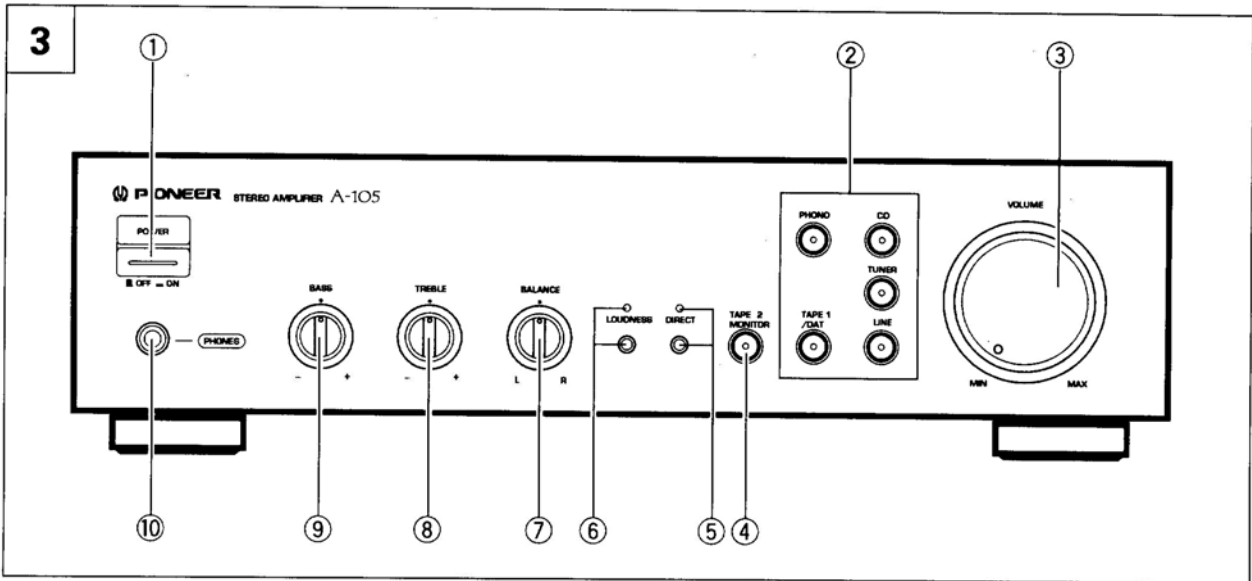 3
① ② ③
PIONEER STEREO AMPLIFIER A-105
POWER
OFF ON
PHONES
BASS
- +
TREBLE
- +
BALANCE
L R
LOUDNESS
DIRECT
TAPE 2
MONITOR
PHONO
CD
TUNER
TAPE 1
/DAT
LINE
VOLUME
MIN MAX
⑩ ⑨ ⑧ ⑦ ⑥ ⑤ ④